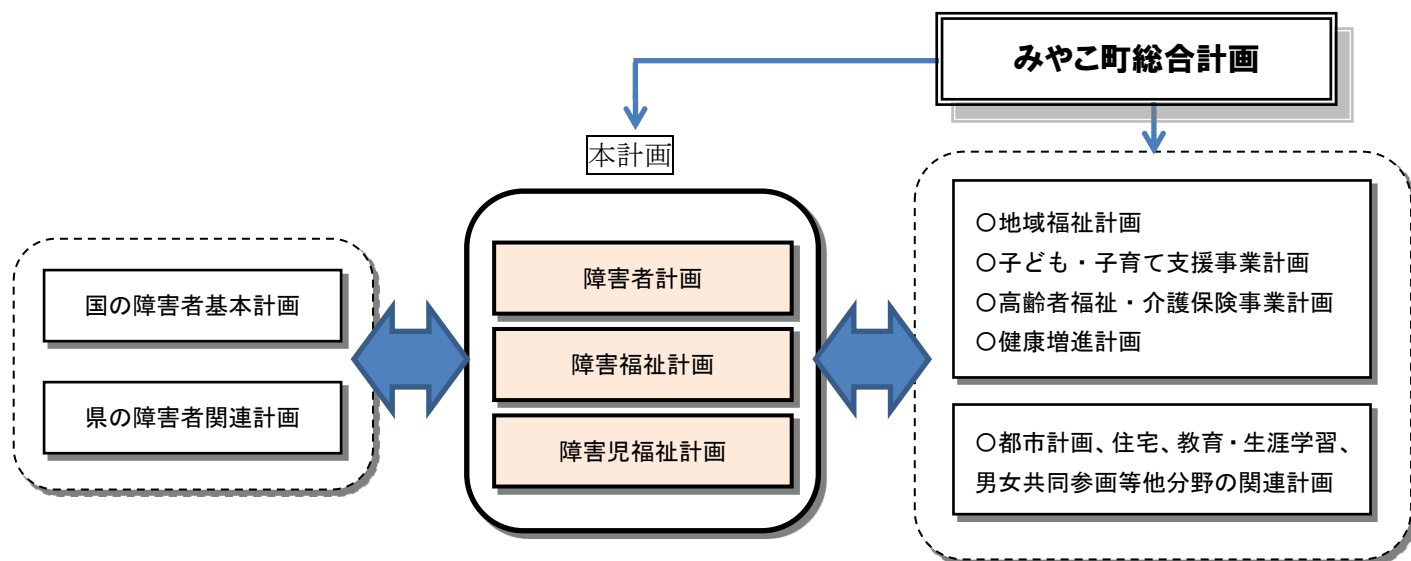 みやこ町総合計画
本計画
国の障害者基本計画
県の障害者関連計画
障害者計画
障害福祉計画
障害児福祉計画
○地域福祉計画
○子ども・子育て支援事業計画
○高齢者福祉・介護保険事業計画
○健康増進計画
○都市計画、住宅、教育・生涯学習、
男女共同参画等他分野の関連計画